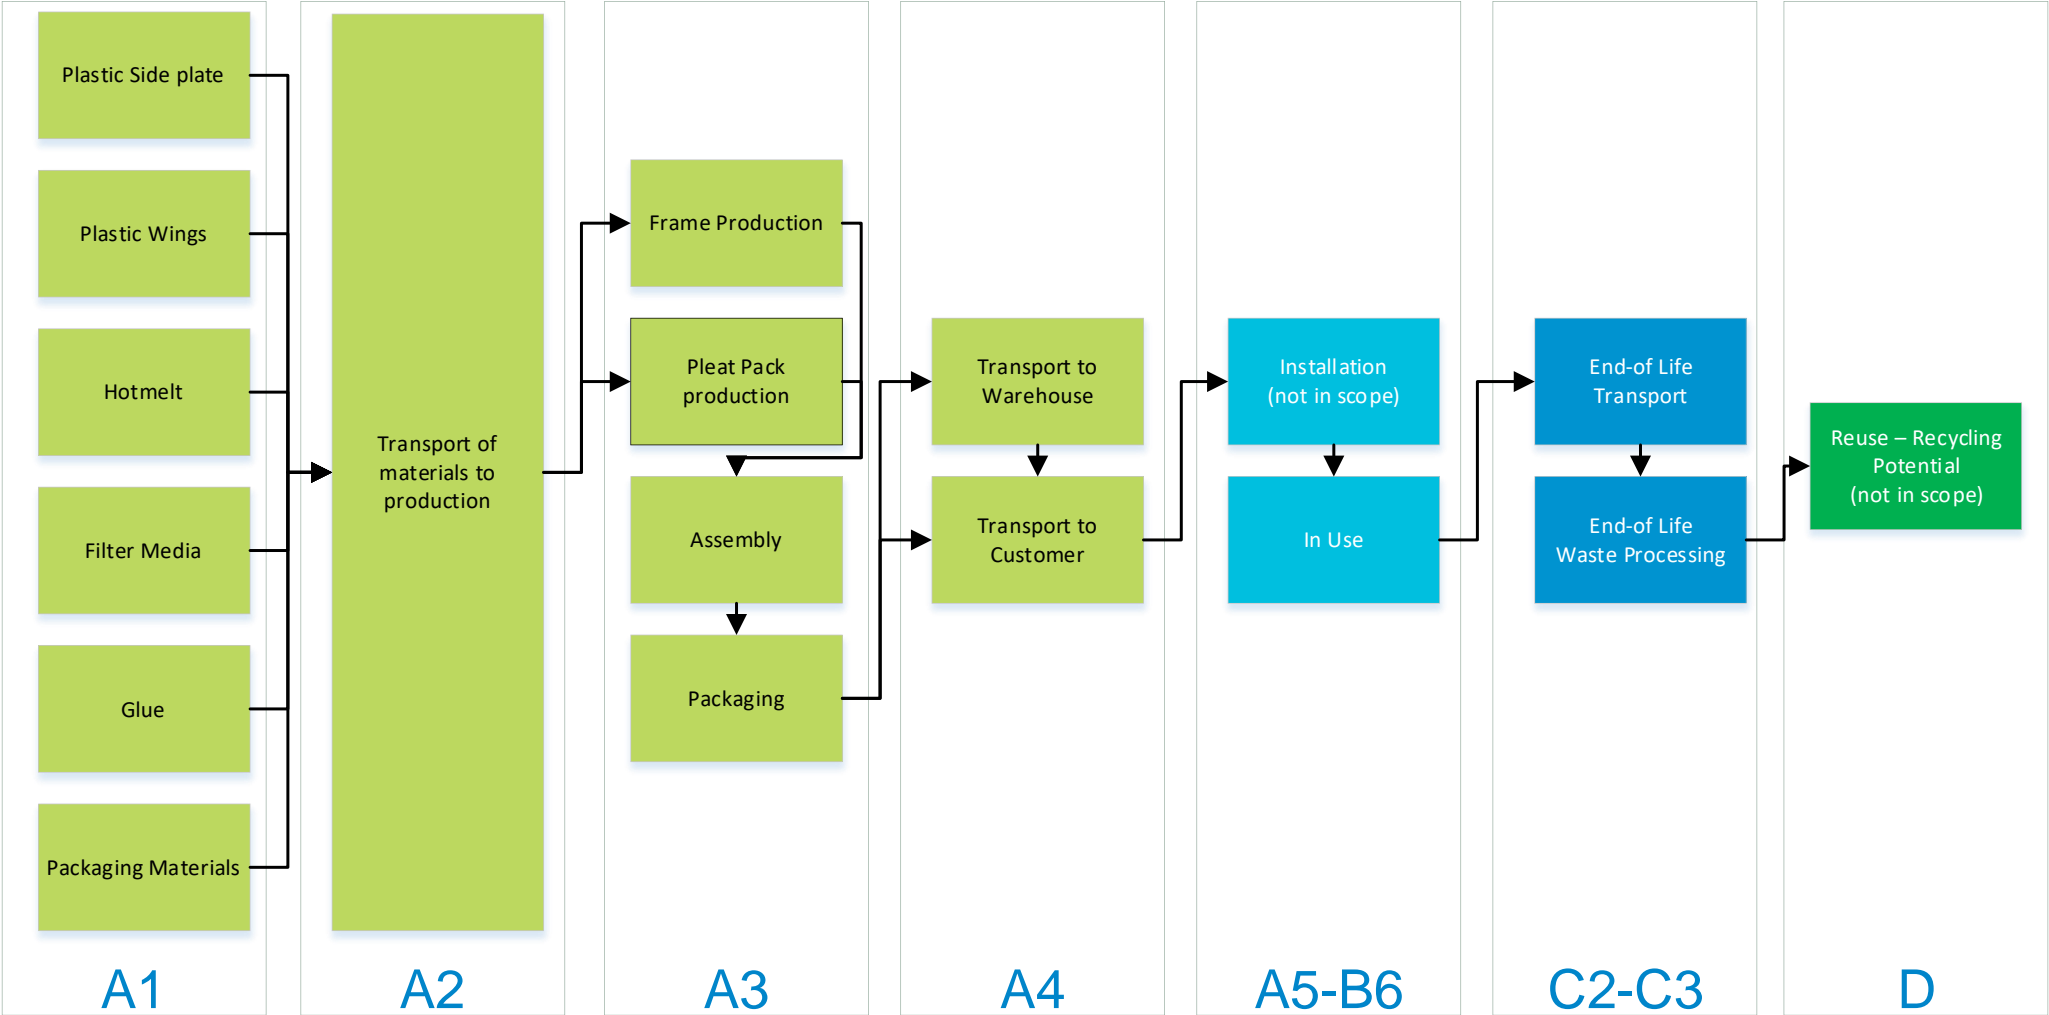 Plastic Side plate
Plastic Wings
Hotmelt
Filter Media
Glue
Packaging Materials
A1
Transport of
materials to
production
A2
Frame Production
Pleat Pack
production
Assembly
Packaging
A3
Transport to
Warehouse
Transport to
Customer
A4
Installation
(not in scope)
In Use
A5-B6
End-of Life
Transport
End-of Life
Waste Processing
C2-C3
Reuse – Recycling
Potential
(not in scope)
D